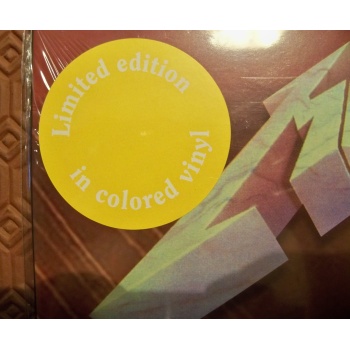 Limited edition
in colored vinyl